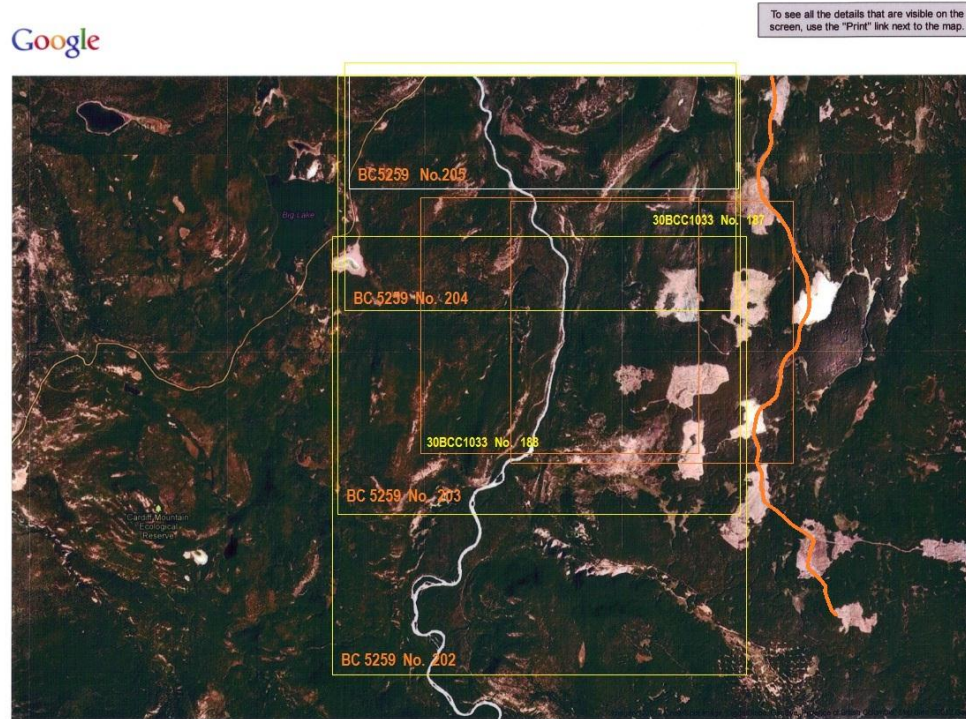 To see all the details that are visible on the
screen, use the "Print" link next to the map.
Google
BC5259 No.205
Big Lake
30BCC1033 No. 187
BC 5259 No. 204
30BCC1033 No. 188
BC 5259 No. 203
Cardiff Mountain
Ecological
Reserve
BC 5259 No. 202